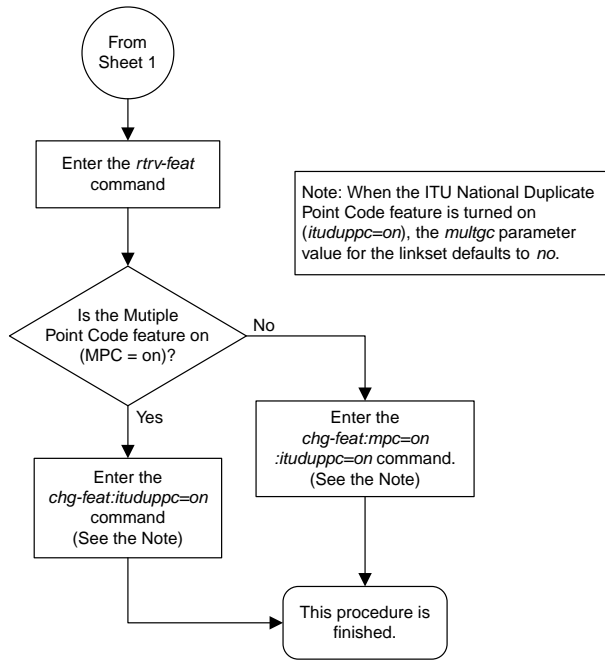 From
Sheet 1
Enter the rtrv-feat
command
Note: When the ITU National Duplicate
Point Code feature is turned on
(ituduppc=on), the multgc parameter
value for the linkset defaults to no.
Is the Mutiple
Point Code feature on
(MPC = on)?
No
Yes
Enter the
chg-feat:mpc=on
:ituduppc=on command.
(See the Note)
Enter the
chg-feat:ituduppc=on
command
(See the Note)
This procedure is
finished.